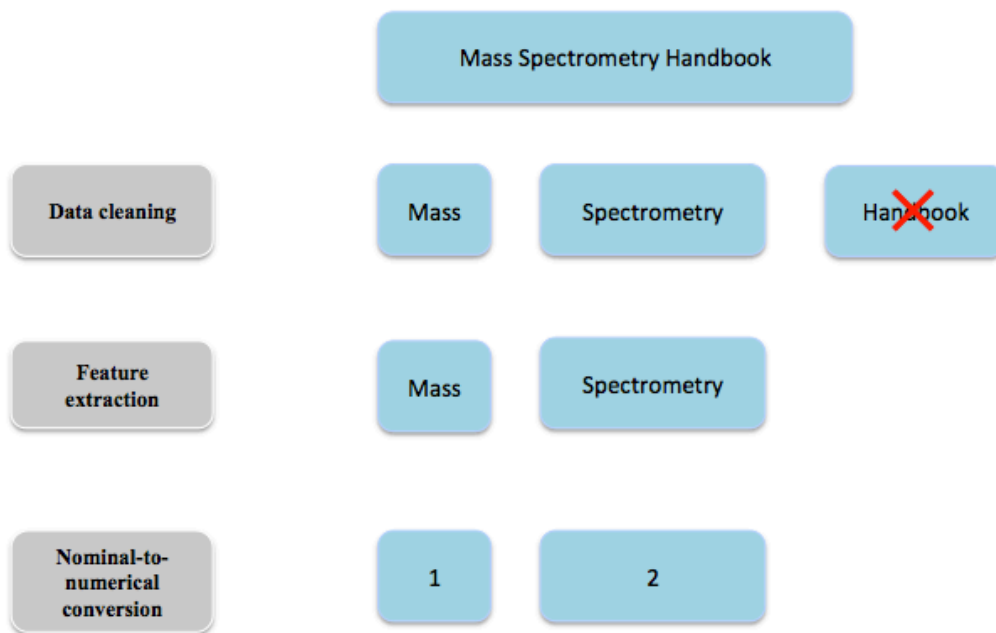 Mass Spectrometry Handbook
Data cleaning
Mass
Spectrometry
Handbook
Feature
extraction
Mass
Spectrometry
Nominal-to-
numerical
conversion
1
2